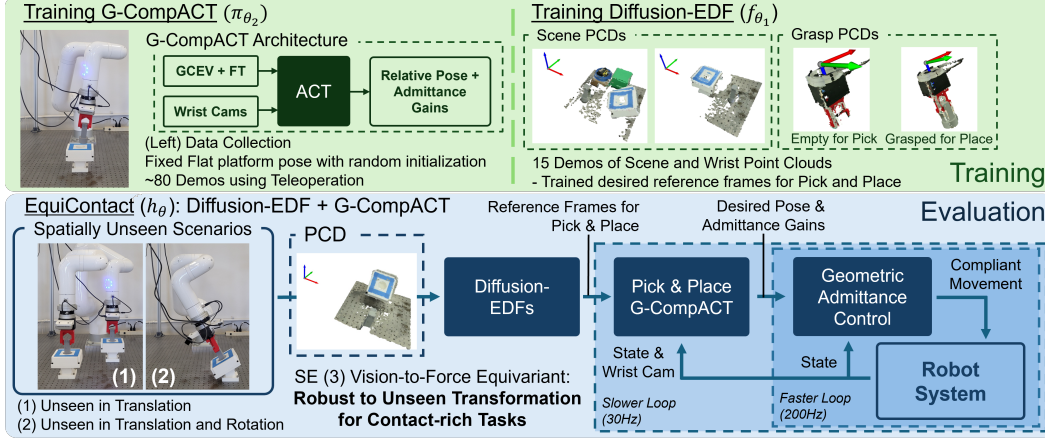 Training G-CompACT (π_θ₂)
G-CompACT Architecture
GCEV + FT
Wrist Cams
ACT
Relative Pose +
Admittance
Gains
(Left) Data Collection
Fixed Flat platform pose with random initialization
~80 Demos using Teleoperation
Training Diffusion-EDF (f_θ₁)
Scene PCDs
Grasp PCDs
Empty for Pick
Grasped for Place
15 Demos of Scene and Wrist Point Clouds
- Trained desired reference frames for Pick and Place
Training
EquiContact (h_θ): Diffusion-EDF + G-CompACT
Evaluation
Spatially Unseen Scenarios
(1)
(2)
(1) Unseen in Translation
(2) Unseen in Translation and Rotation
PCD
SE (3) Vision-to-Force Equivariant:
Robust to Unseen Transformation
for Contact-rich Tasks
Diffusion-
EDFs
Reference Frames for
Pick & Place
Pick & Place
G-CompACT
State &
Wrist Cam
Slower Loop
(30Hz)
Desired Pose &
Admittance Gains
Geometric
Admittance
Control
Compliant
Movement
State
Faster Loop
(200Hz)
Robot
System